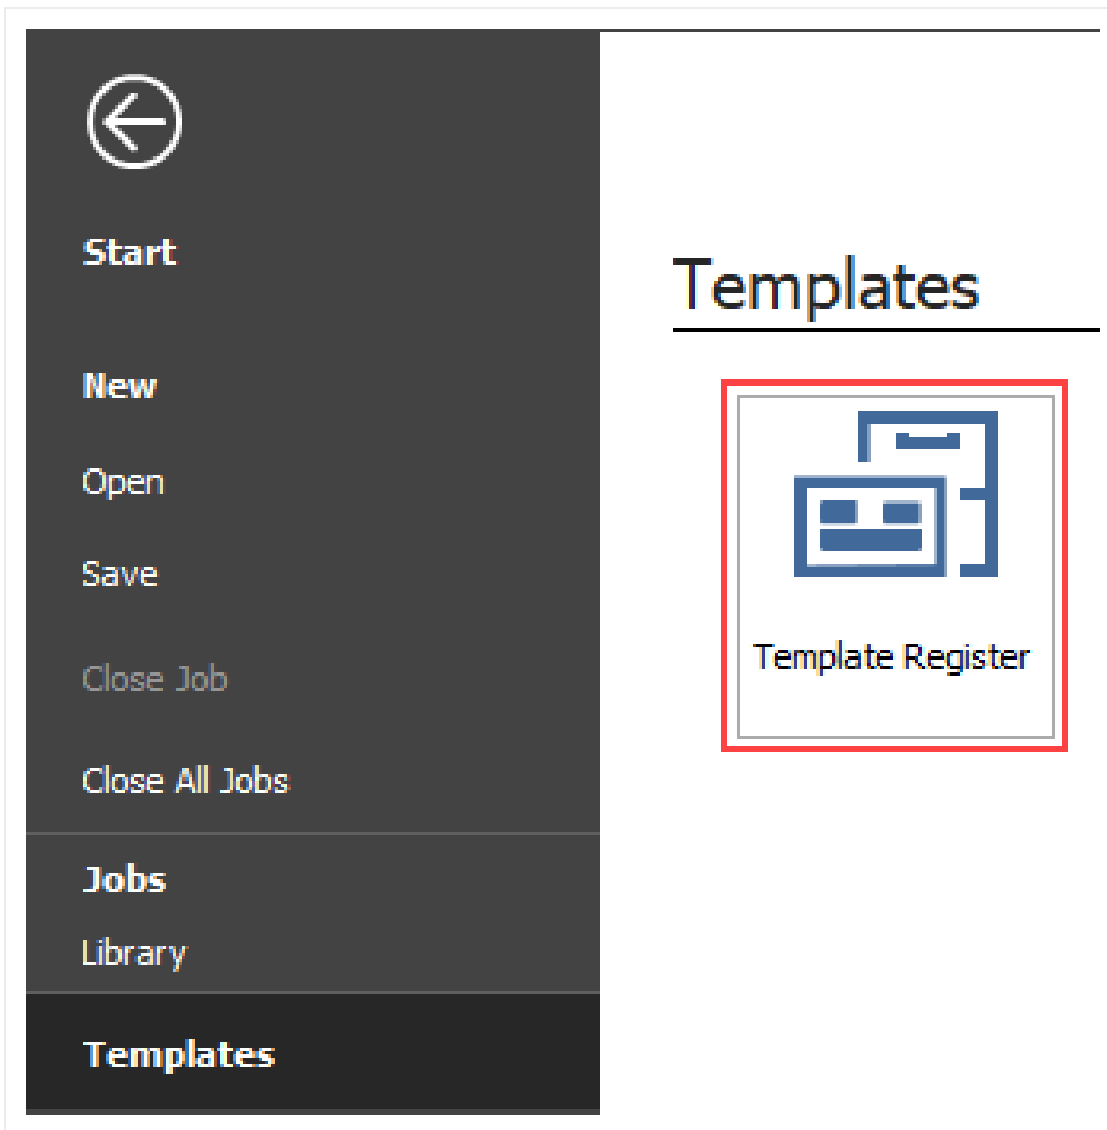 Start
New
Open
Save
Close Job
Close All Jobs
Jobs
Library
Templates
Templates
Template Register